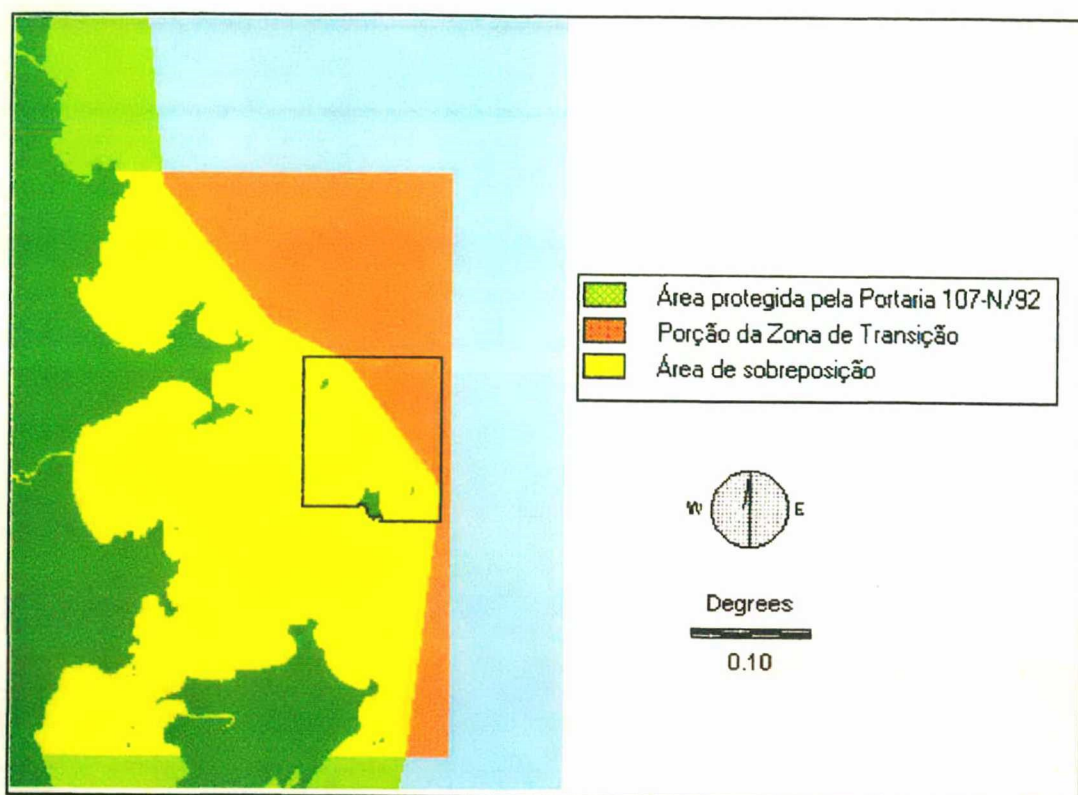 Área protegida pela Portaria 107-N/92
Porção da Zona de Transição
Área de sobreposição
W E
Degrees
0.10